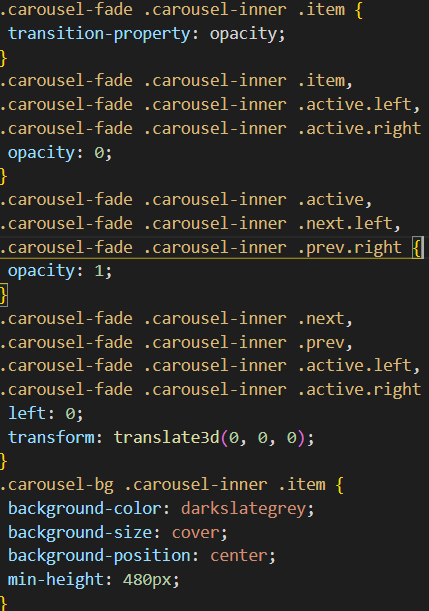 .carousel-fade .carousel-inner .item {
transition-property: opacity;
}
.carousel-fade .carousel-inner .item,
.carousel-fade .carousel-inner .active.left,
.carousel-fade .carousel-inner .active.right
opacity: 0;
}
.carousel-fade .carousel-inner .active,
.carousel-fade .carousel-inner .next.left,
.carousel-fade .carousel-inner .prev.right {
opacity: 1;
}
.carousel-fade .carousel-inner .next,
.carousel-fade .carousel-inner .prev,
.carousel-fade .carousel-inner .active.left,
.carousel-fade .carousel-inner .active.right
left: 0;
transform: translate3d(0, 0, 0);
}
.carousel-bg .carousel-inner .item {
background-color: darkslategrey;
background-size: cover;
background-position: center;
min-height: 480px;
}